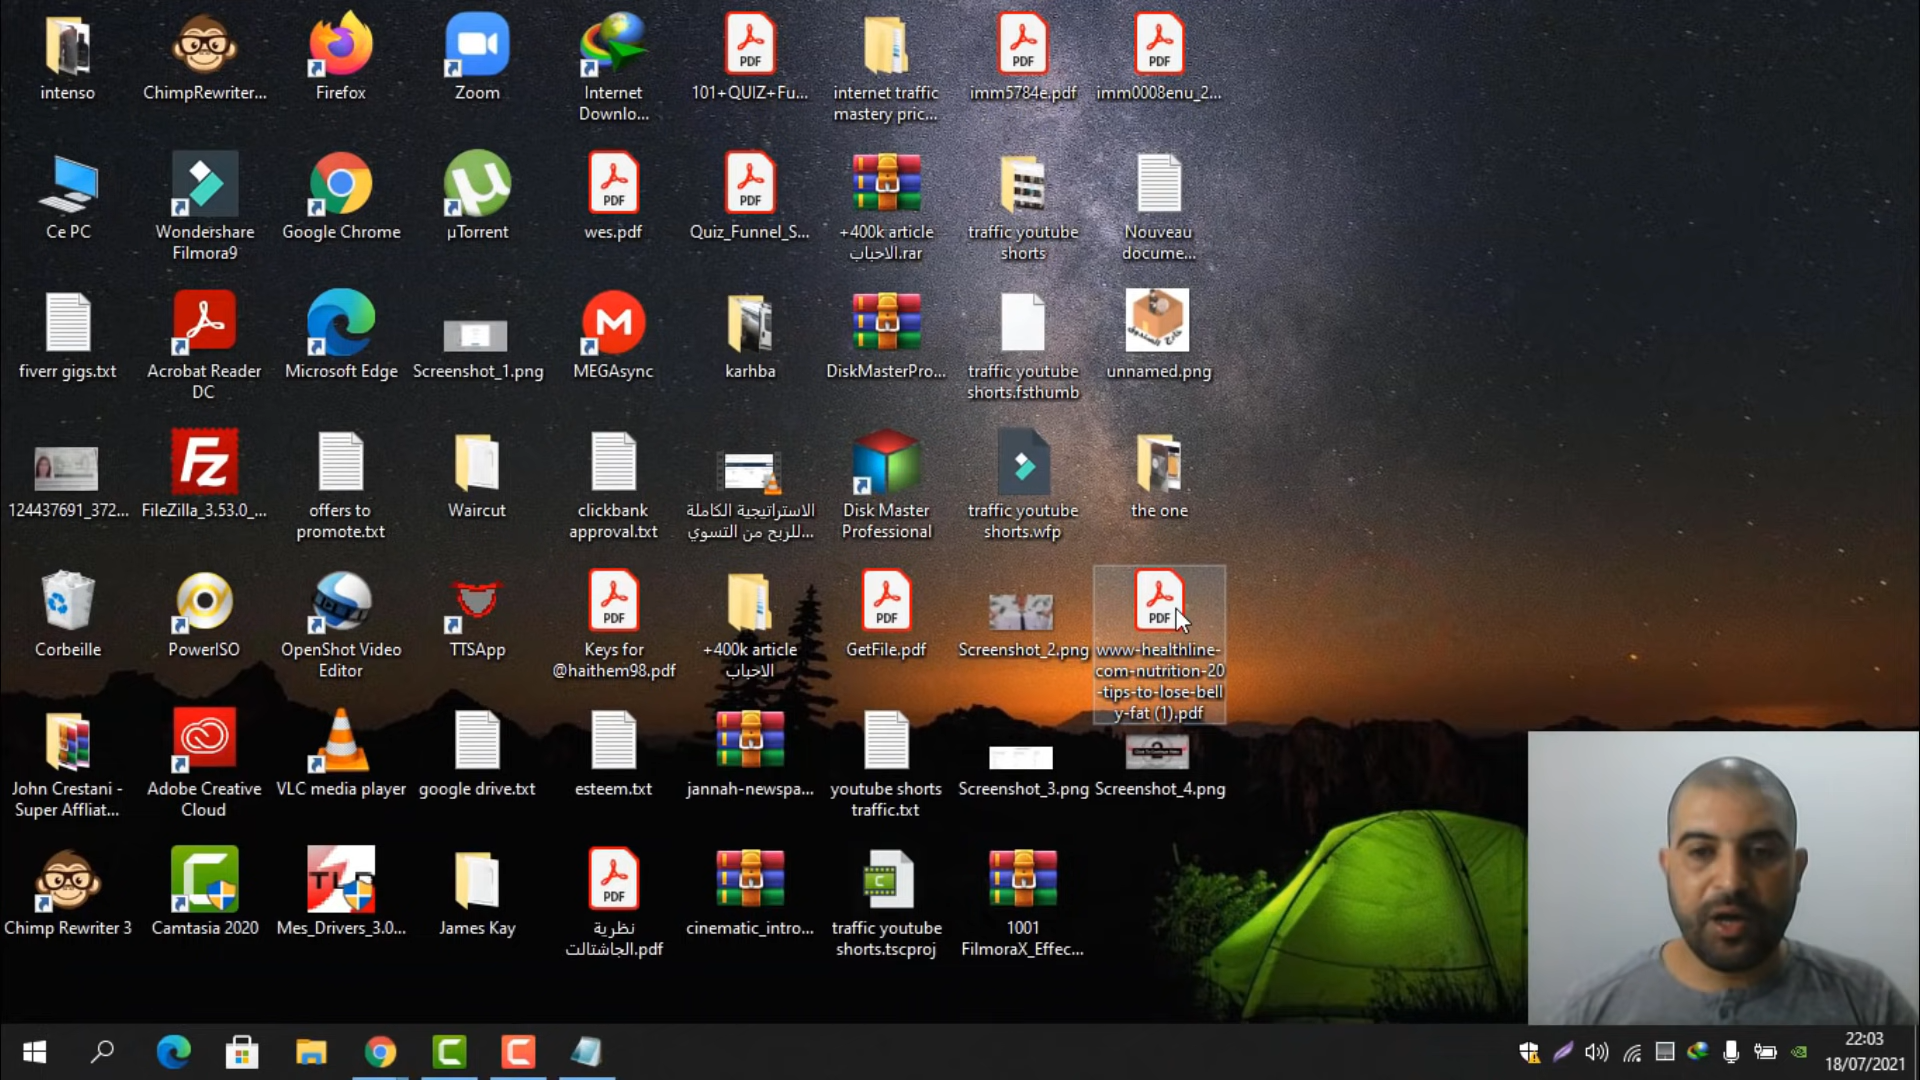 intenso
ChimpRewriter...
Firefox
Zoom
Internet
Downlo...
101+QUIZ+Fu...
internet traffic
mastery pric...
imm5784e.pdf
imm0008enu_2...
Ce PC
Wondershare
Filmora9
Google Chrome
µTorrent
wes.pdf
Quiz_Funnel_S...
+400k article
الاحباب.rar
traffic youtube
shorts
Nouveau
docume...
fiverr gigs.txt
Acrobat Reader
DC
Microsoft Edge
Screenshot_1.png
MEGAsync
karhba
DiskMasterPro...
traffic youtube
shorts.fsthumb
unnamed.png
124437691_372...
FileZilla_3.53.0_...
offers to
promote.txt
Waircut
clickbank
approval.txt
الاستراتيجية الكاملة
للربح من التسوي...
Disk Master
Professional
traffic youtube
shorts.wfp
the one
Corbeille
PowerISO
OpenShot Video
Editor
TTSApp
Keys for
@haithem98.pdf
+400k article
الاحباب
GetFile.pdf
Screenshot_2.png
www-healthline-
com-nutrition-20
-tips-to-lose-bell
y-fat (1).pdf
John Crestani -
Super Affliat...
Adobe Creative
Cloud
VLC media player
google drive.txt
esteem.txt
jannah-newspa...
youtube shorts
traffic.txt
Screenshot_3.png
Screenshot_4.png
Chimp Rewriter 3
Camtasia 2020
Mes_Drivers_3.0...
James Kay
نظرية
الجاشتالت.pdf
cinematic_intro...
traffic youtube
shorts.tscproj
1001
FilmoraX_Effec...
22:03
18/07/2021